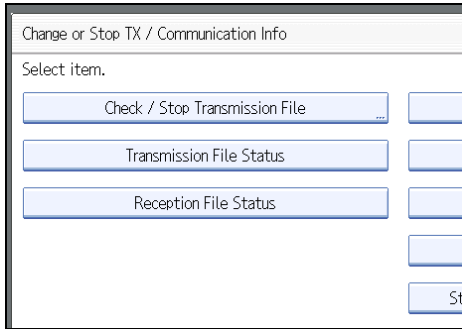 Change or Stop TX / Communication Info
Select item.
Check / Stop Transmission File ...
Transmission File Status
Reception File Status
St